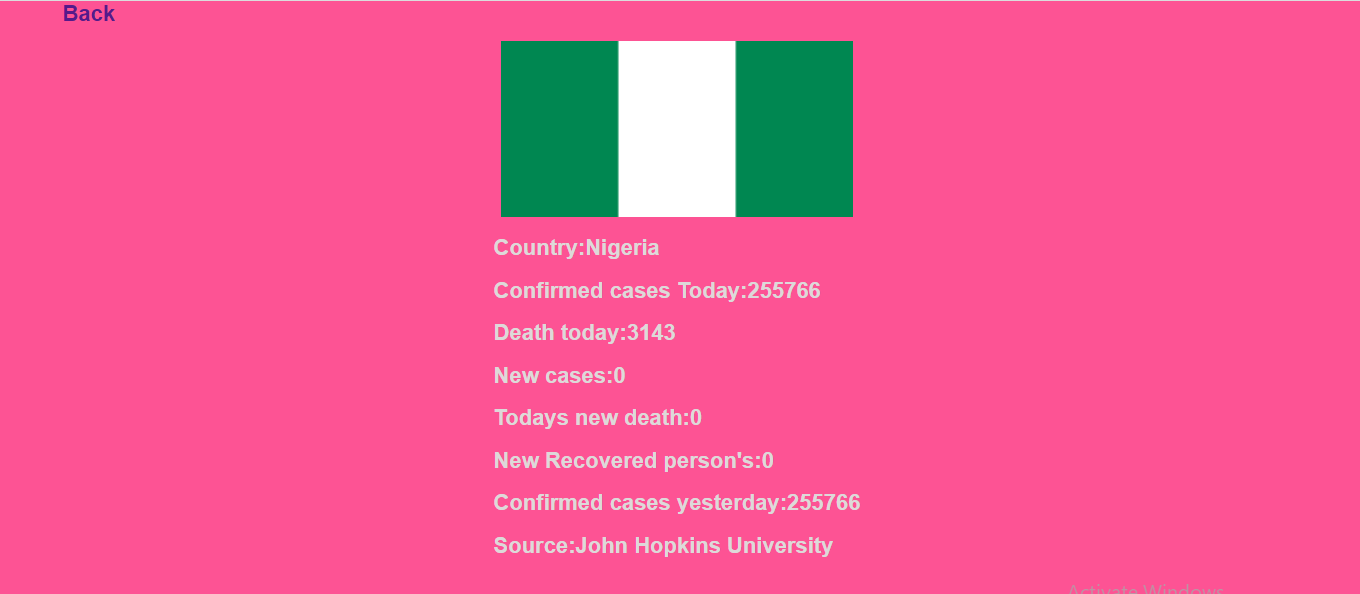 Back
Country:Nigeria
Confirmed cases Today:255766
Death today:3143
New cases:0
Todays new death:0
New Recovered person's:0
Confirmed cases yesterday:255766
Source:John Hopkins University
Activate Windows